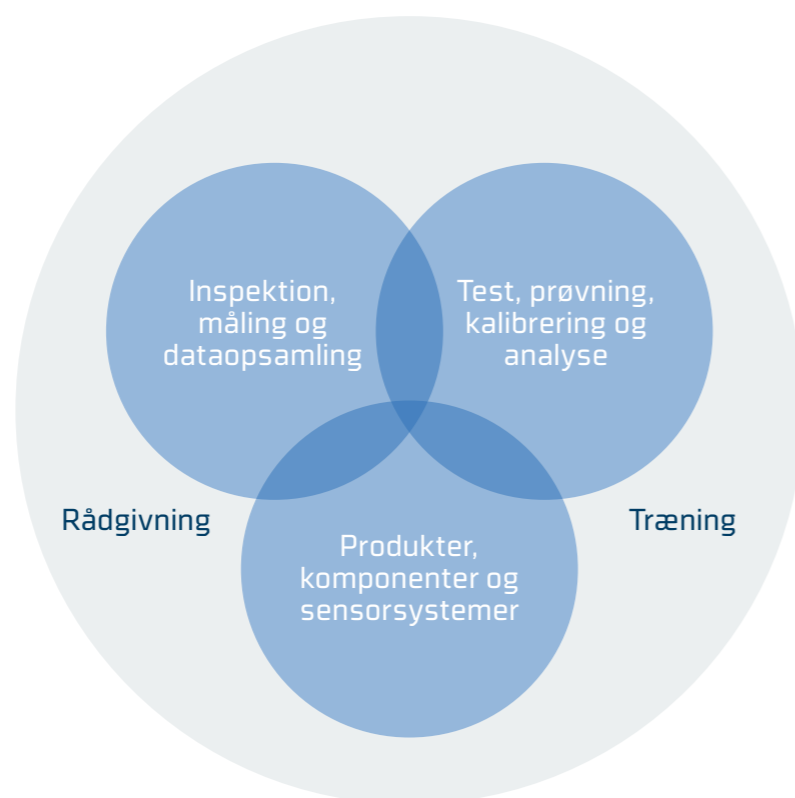 Inspektion,
måling og
dataopsamling
Test, prøvning,
kalibrering og
analyse
Rådgivning
Træning
Produkter,
komponenter og
sensorsystemer